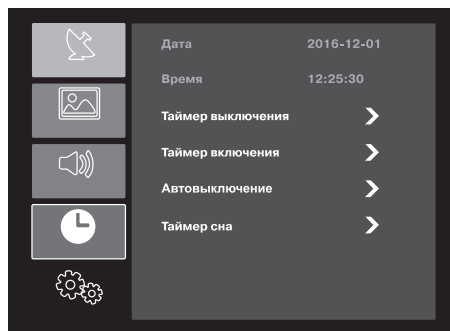 Дата 2016-12-01
Время 12:25:30
Таймер выключения
Таймер включения
Автовыключение
Таймер сна